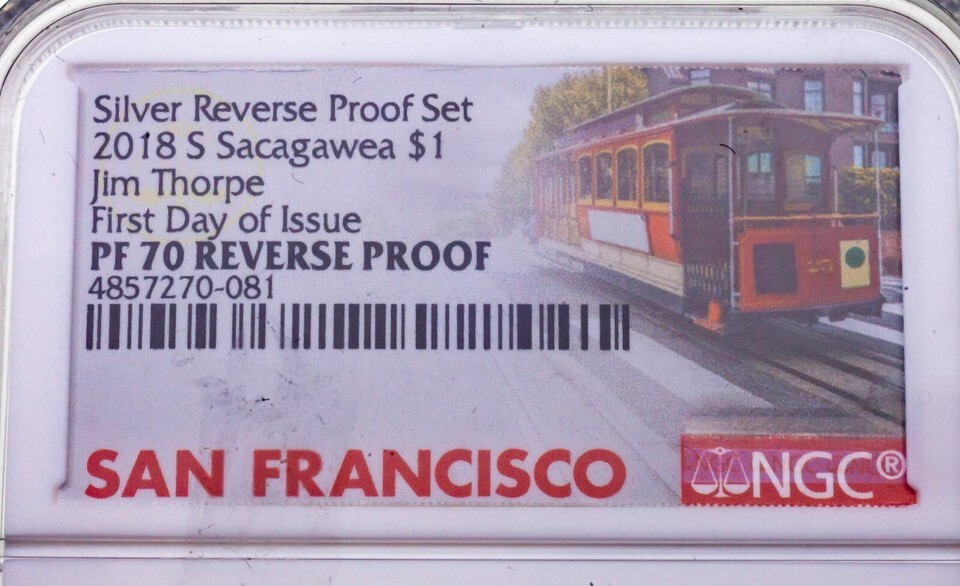 Silver Reverse Proof Set
2018 S Sacagawea $1
Jim Thorpe
First Day of Issue
PF 70 REVERSE PROOF
4857270-081
SAN FRANCISCO
NGC®